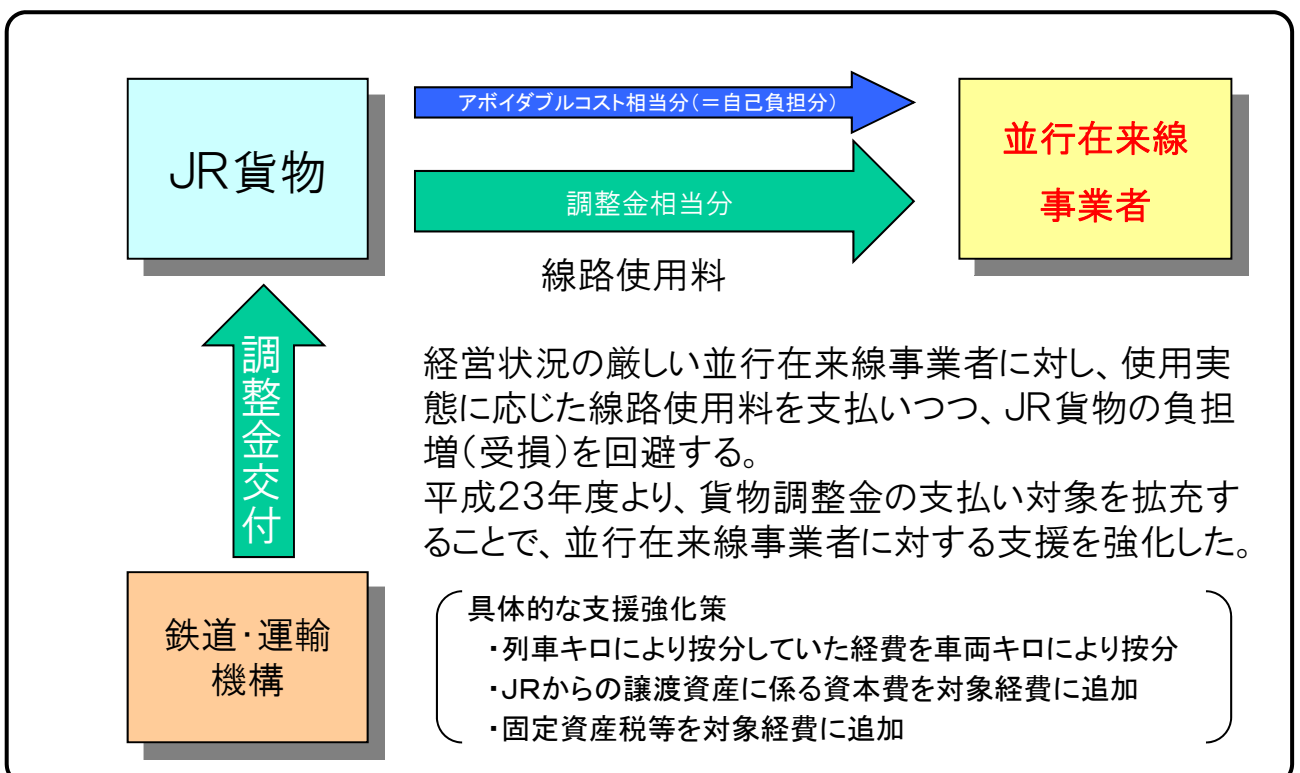 JR貨物
アボイダブルコスト相当分(=自己負担分)
調整金相当分
線路使用料
並行在来線
事業者
調整金交付
鉄道・運輸
機構
経営状況の厳しい並行在来線事業者に対し、使用実
態に応じた線路使用料を支払いつつ、JR貨物の負担
増(受損)を回避する。
平成23年度より、貨物調整金の支払い対象を拡充す
ることで、並行在来線事業者に対する支援を強化した。
具体的な支援強化策
・列車キロにより按分していた経費を車両キロにより按分
・JRからの譲渡資産に係る資本費を対象経費に追加
・固定資産税等を対象経費に追加